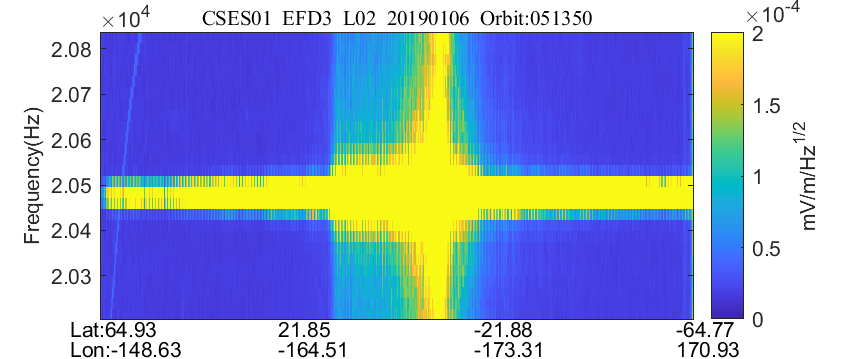 ×10⁴ CSES01 EFD3 L02 20190106 Orbit:051350 ×10⁻⁴
2.08
2.07
2.06
2.05
2.04
2.03
Frequency(Hz)
2
1.5
1
0.5
0
mV/m/Hz^1/2
Lat:64.93 21.85 -21.88 -64.77
Lon:-148.63 -164.51 -173.31 170.93